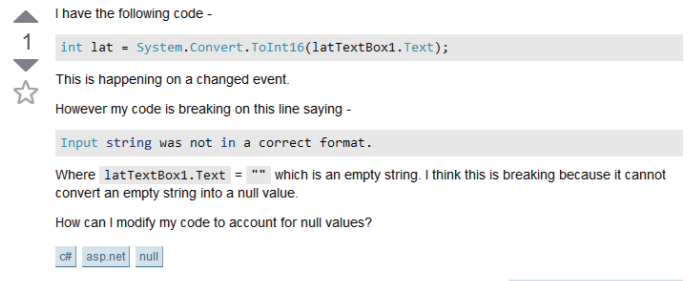 I have the following code -
1
int lat = System.Convert.ToInt16(latTextBox1.Text);
This is happening on a changed event.
However my code is breaking on this line saying -
Input string was not in a correct format.
Where latTextBox1.Text = "" which is an empty string. I think this is breaking because it cannot
convert an empty string into a null value.
How can I modify my code to account for null values?
c# asp.net null